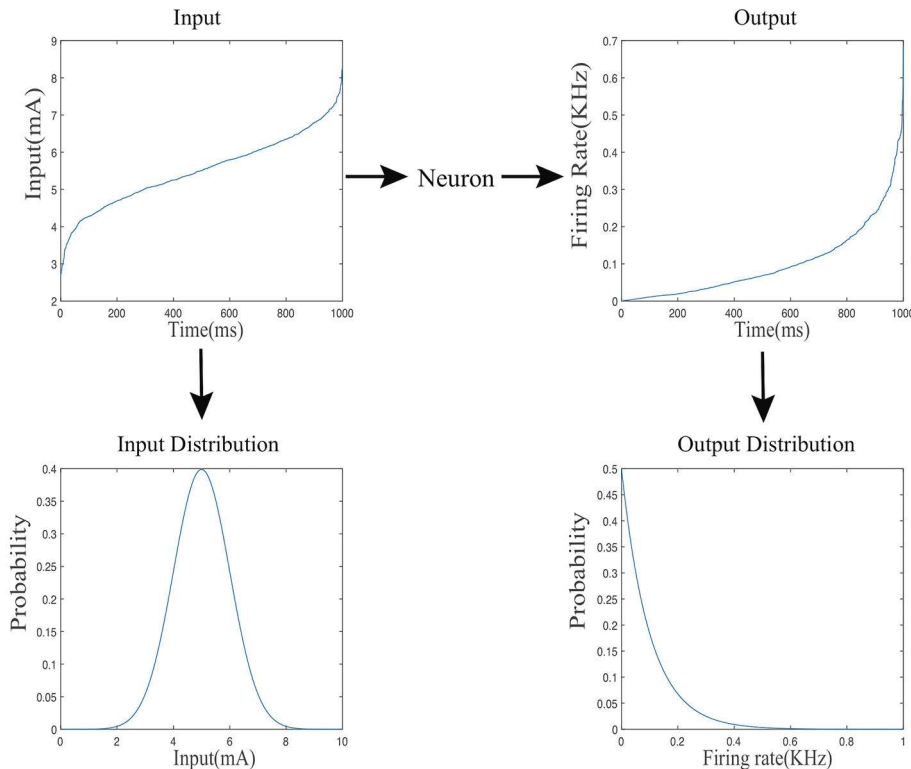 Input
9
8
7
6
5
4
3
2
Input(mA)
0 200 400 600 800 1000
Time(ms)
Neuron
Output
0.7
0.6
0.5
0.4
0.3
0.2
0.1
0
Firing Rate(KHz)
0 200 400 600 800 1000
Time(ms)
Input Distribution
0.4
0.35
0.3
0.25
0.2
0.15
0.1
0.05
0
Probability
0 2 4 6 8 10
Input(mA)
Output Distribution
0.5
0.45
0.4
0.35
0.3
0.25
0.2
0.15
0.1
0.05
0
Probability
0 0.2 0.4 0.6 0.8 1
Firing rate(KHz)